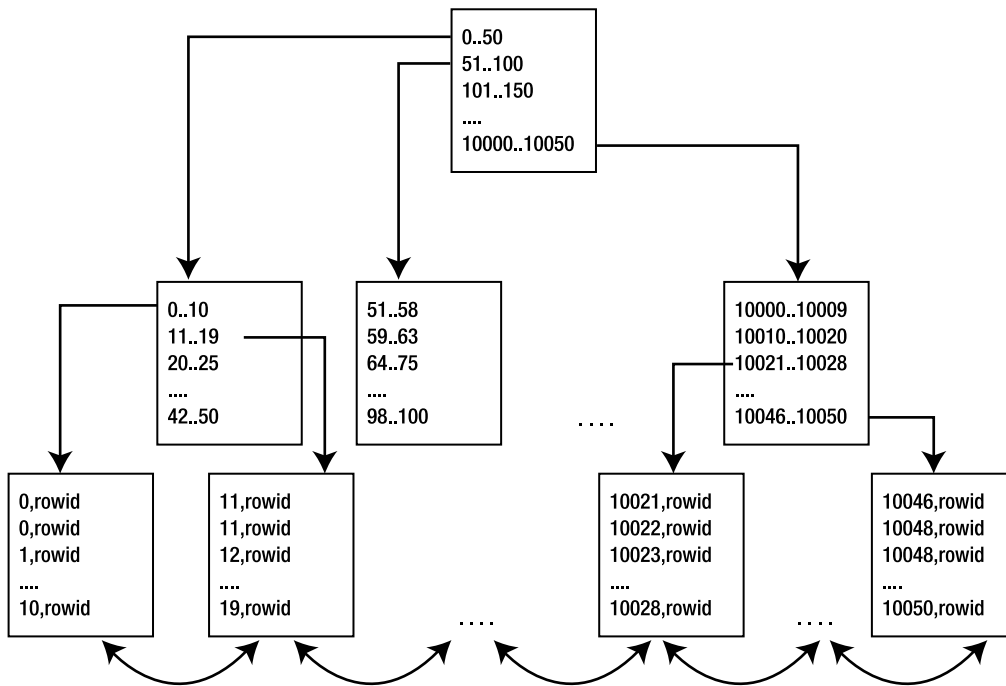 0..50
51..100
101..150
....
10000..10050
0..10
11..19
20..25
....
42..50
51..58
59..63
64..75
....
98..100
....
10000..10009
10010..10020
10021..10028
....
10046..10050
0,rowid
0,rowid
1,rowid
....
10,rowid
11,rowid
11,rowid
12,rowid
....
19,rowid
....
10021,rowid
10022,rowid
10023,rowid
....
10028,rowid
....
10046,rowid
10048,rowid
10048,rowid
....
10050,rowid